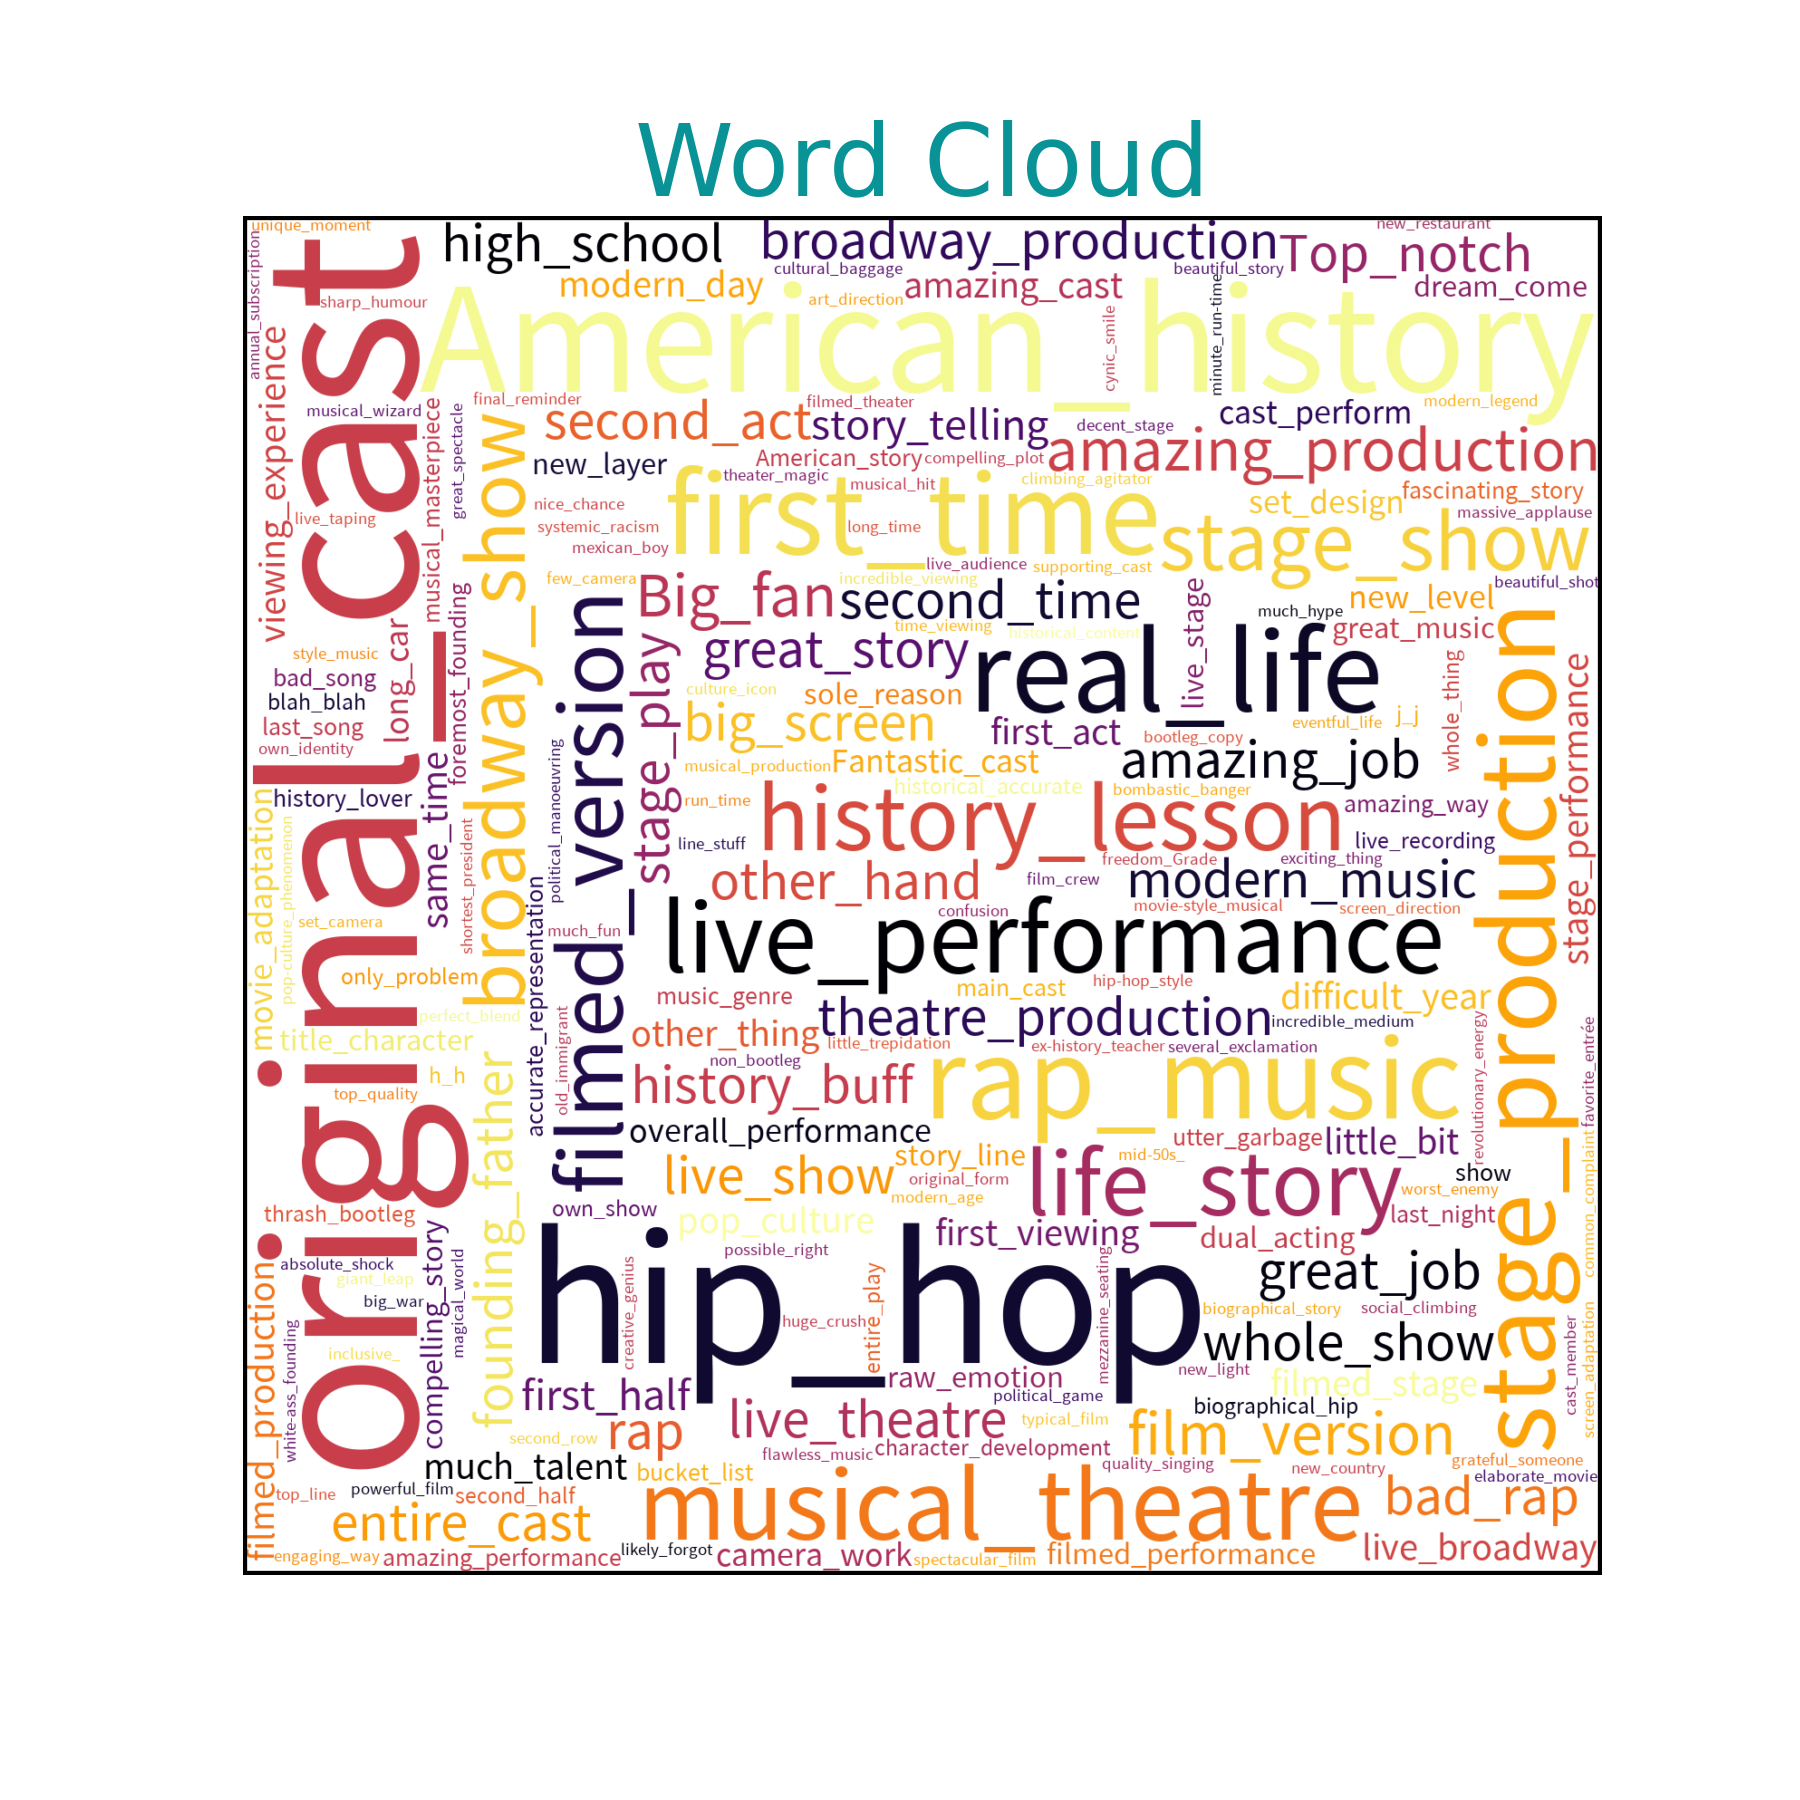 Word Cloud
unique_moment
high_school
broadway_production
new_restaurant
Top_notch
annual_subscription
cultural_baggage
beautiful_story
modern_day
art_direction
amazing_cast
minute_run-time
dream_come
sharp_humour
original_cast
American_history
cynic_smile
viewing_experience
musical_wizard
musical_masterpiece
great_spectacle
final_reminder
filmed_theater
modern_legend
second_act
story_telling
decent_stage
cast_perform
broadway_show
new_layer
American_story
compelling_plot
amazing_production
theater_magic
musical_hit
climbing_agitator
first_time
set_design
fascinating_story
nice_chance
massive_applause
live_taping
systemic_racism
long_time
stage_show
mexican_boy
live_audience
supporting_cast
few_camera
incredible_viewing
beautiful_shot
filmed_version
Big_fan
second_time
live_stage
much_hype
new_level
long_car
foremost_founding
stage_play
time_viewing
historical_content
great_music
style_music
great_story
real_life
whole_thing
stage_production
stage_performance
bad_song
culture_icon
sole_reason
blah_blah
big_screen
first_act
eventful_life
j_j
last_song
bootleg_copy
own_identity
same_time
political_manoeuvring
musical_production
Fantastic_cast
amazing_job
history_lover
run_time
historical_accurate
bombastic_banger
amazing_way
movie_adaptation
pop-culture_phenomenon
shortest_president
history_lesson
line_stuff
live_recording
freedom_Grade
exciting_thing
accurate_representation
other_hand
film_crew
modern_music
set_camera
much_fun
confusion
movie-style_musical
screen_direction
live_performance
only_problem
music_genre
main_cast
hip-hop_style
difficult_year
perfect_blend
old_immigrant
theatre_production
incredible_medium
revolutionary_energy
favorite_entrée
title_character
other_thing
little_trepidation
ex-history_teacher
several_exclamation
non_bootleg
h_h
top_quality
history_buff
rap_music
founding_father
overall_performance
utter_garbage
little_bit
story_line
mid-50s_
live_show
original_form
modern_age
life_story
show
worst_enemy
common_complaint
thrash_bootleg
own_show
pop_culture
first_viewing
last_night
compelling_story
magical_world
possible_right
dual_acting
filmed_production
absolute_shock
giant_leap
big_war
hip_hop
creative_genius
entire_play
mezzanine_seating
great_job
huge_crush
biographical_story
social_climbing
white-ass_founding
whole_show
cast_member
screen_adaptation
inclusive_
new_light
first_half
raw_emotion
political_game
filmed_stage
biographical_hip
rap
live_theatre
typical_film
second_row
film_version
flawless_music
character_development
much_talent
bucket_list
quality_singing
new_country
grateful_someone
elaborate_movie
top_line
powerful_film
second_half
musical_theatre
bad_rap
entire_cast
engaging_way
amazing_performance
likely_forgot
camera_work
spectacular_film
filmed_performance
live_broadway